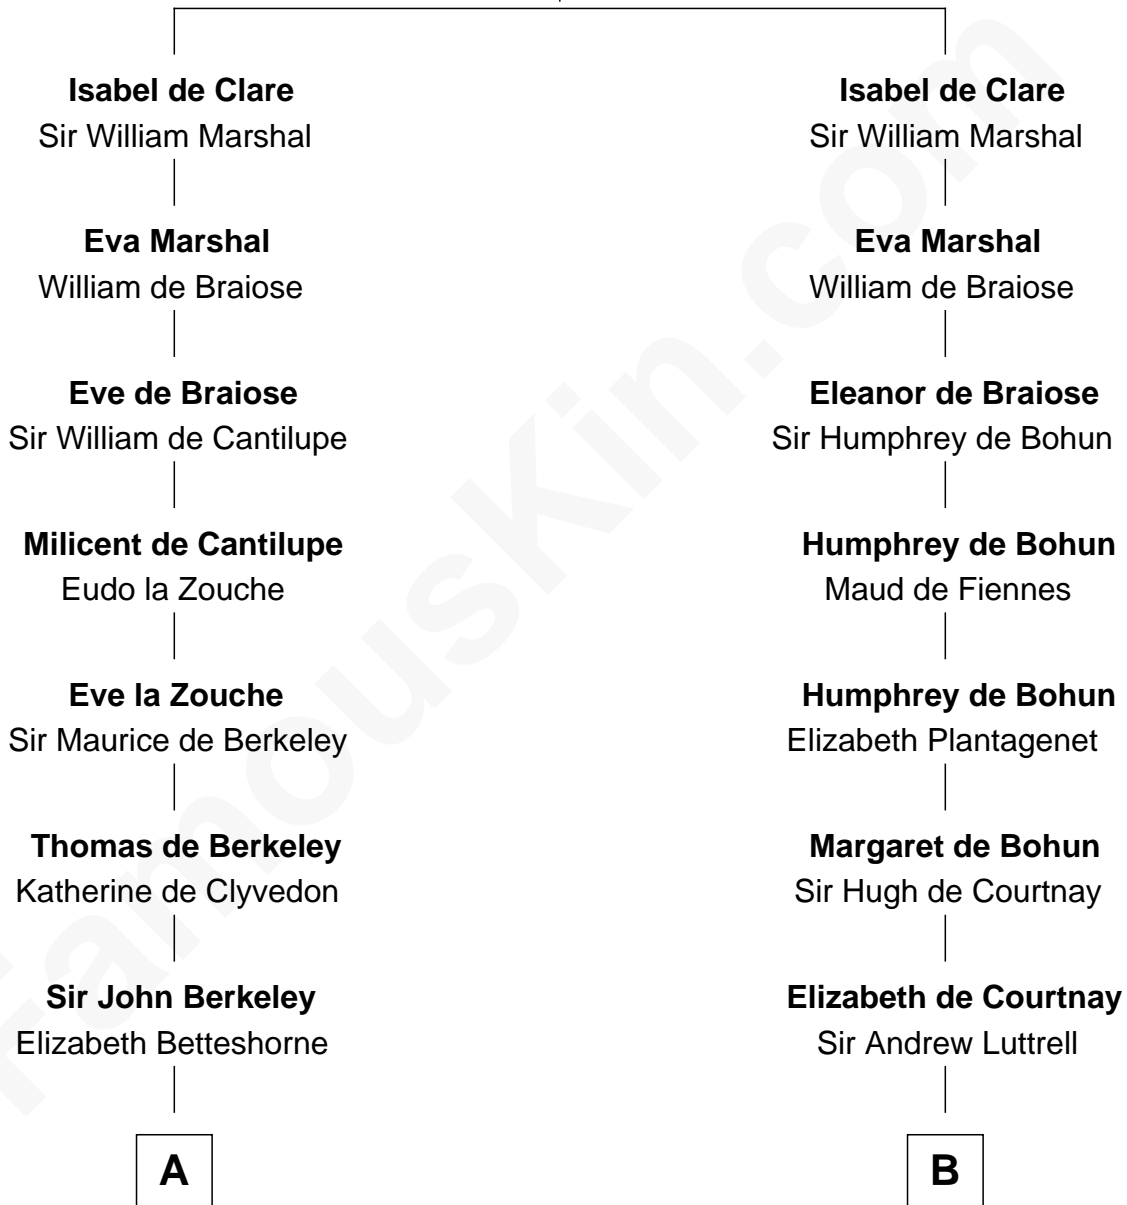 Isabel de Clare
Sir William Marshal
Eva Marshal
William de Braiose
Eve de Braiose
Sir William de Cantilupe
Milicent de Cantilupe
Eudo la Zouche
Eve la Zouche
Sir Maurice de Berkeley
Thomas de Berkeley
Katherine de Clyvedon
Sir John Berkeley
Elizabeth Betteshorne
A
Isabel de Clare
Sir William Marshal
Eva Marshal
William de Braiose
Eleanor de Braiose
Sir Humphrey de Bohun
Humphrey de Bohun
Maud de Fiennes
Humphrey de Bohun
Elizabeth Plantagenet
Margaret de Bohun
Sir Hugh de Courtnay
Elizabeth de Courtnay
Sir Andrew Luttrell
B
FamousKin.com